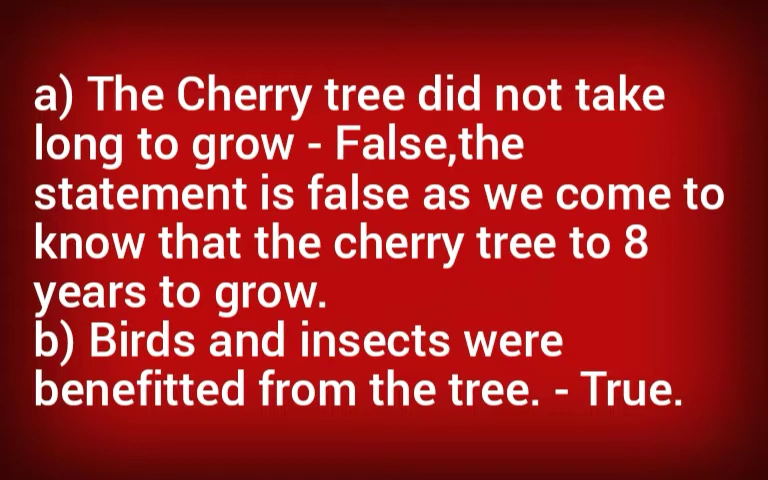 a) The Cherry tree did not take
long to grow - False,the
statement is false as we come to
know that the cherry tree to 8
years to grow.
b) Birds and insects were
benefitted from the tree. - True.